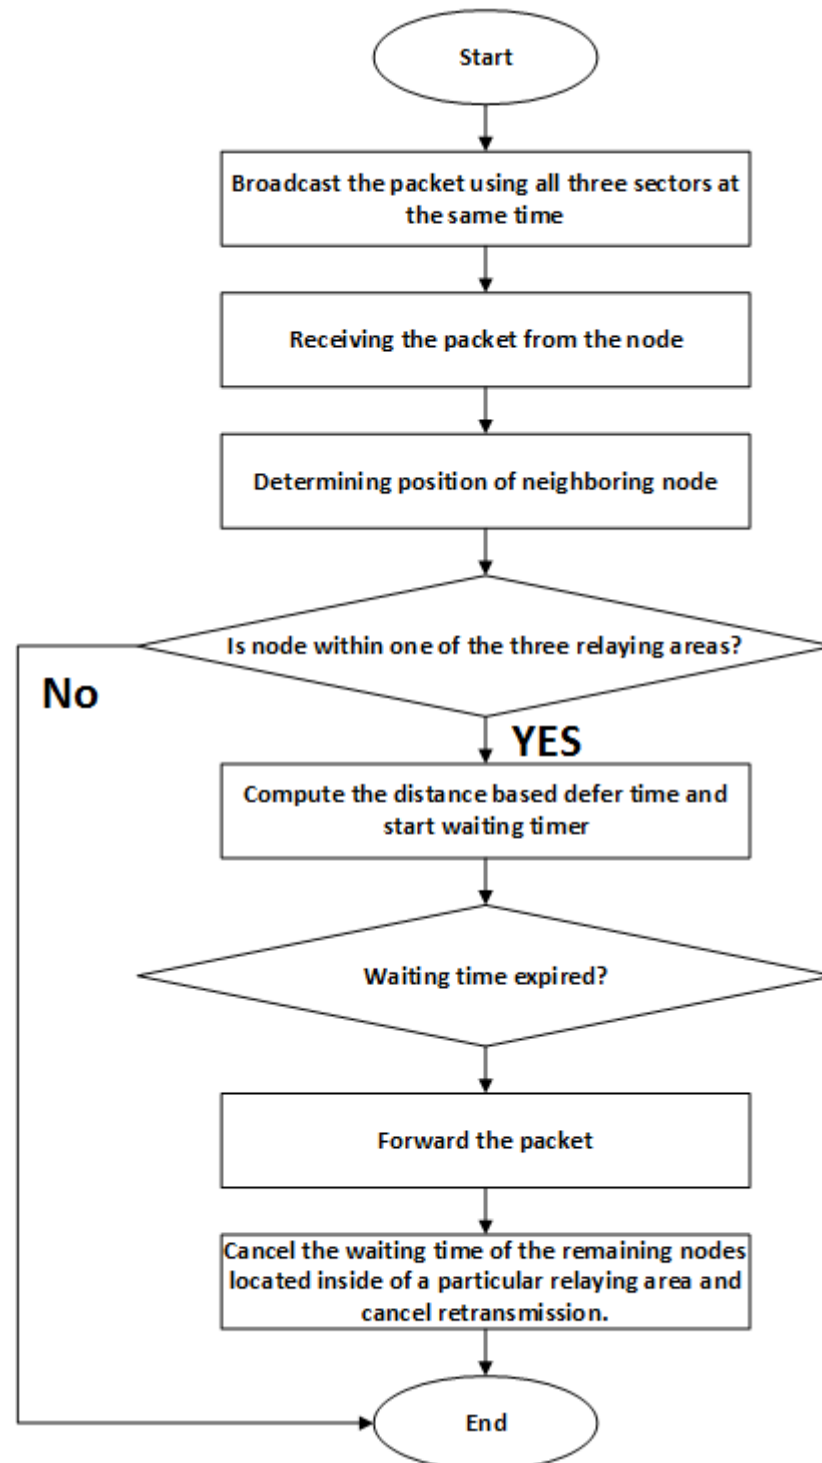 Start
Broadcast the packet using all three sectors at
the same time
Receiving the packet from the node
Determining position of neighboring node
Is node within one of the three relaying areas?
No
YES
Compute the distance based defer time and
start waiting timer
Waiting time expired?
Forward the packet
Cancel the waiting time of the remaining nodes
located inside of a particular relaying area and
cancel retransmission.
End